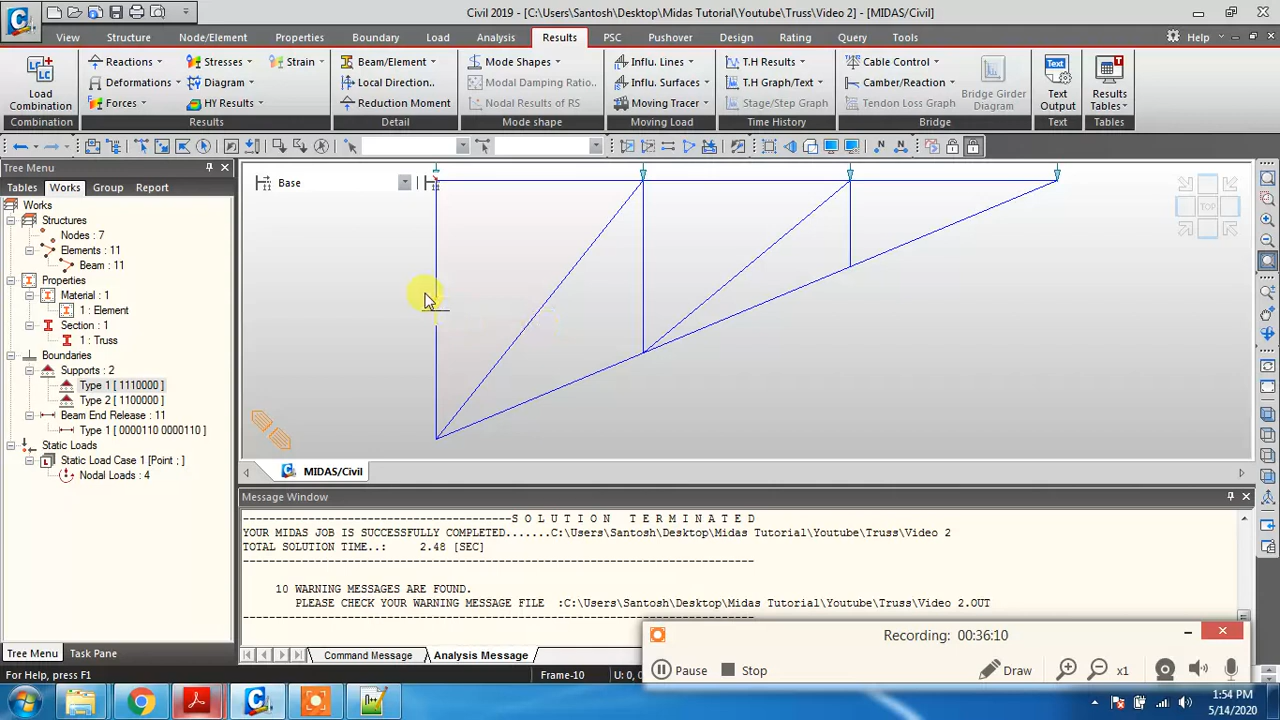 Civil 2019 - [C:\Users\Santosh\Desktop\Midas Tutorial\Youtube\Truss\Video 2] - [MIDAS/Civil]
View Structure Node/Element Properties Boundary Load Analysis Results PSC Pushover Design Rating Query Tools Help
Reactions Stresses Strain Beam/Element Mode Shapes Influ. Lines T.H Results Cable Control
Deformations Diagram Local Direction.. Modal Damping Ratio.. Influ. Surfaces T.H Graph/Text Camber/Reaction
Forces HY Results Reduction Moment Nodal Results of RS Moving Tracer Stage/Step Graph Tendon Loss Graph
Load
Combination
Bridge Girder
Diagram
Text
Output
Results
Tables
Combination Results Detail Mode shape Moving Load Time History Bridge Text Tables
Tree Menu
Tables Works Group Report
Base
TOP
Works
Structures
Nodes : 7
Elements : 11
Beam : 11
Properties
Material : 1
1 : Element
Section : 1
1 : Truss
Boundaries
Supports : 2
Type 1 [ 1110000 ]
Type 2 [ 1100000 ]
Beam End Release : 11
Type 1 [ 0000110 0000110 ]
Static Loads
Static Load Case 1 [Point ; ]
Nodal Loads : 4
MIDAS/Civil
Message Window
S O L U T I O N T E R M I N A T E D
YOUR MIDAS JOB IS SUCCESSFULLY COMPLETED.......C:\Users\Santosh\Desktop\Midas Tutorial\Youtube\Truss\Video 2
TOTAL SOLUTION TIME..: 2.48 [SEC]
10 WARNING MESSAGES ARE FOUND.
PLEASE CHECK YOUR WARNING MESSAGE FILE :C:\Users\Santosh\Desktop\Midas Tutorial\Youtube\Truss\Video 2.OUT
Recording: 00:36:10
Pause Stop Draw x1
Tree Menu Task Pane
Command Message Analysis Message
For Help, press F1
Frame-10
U: 0, 0
1:54 PM
5/14/2020